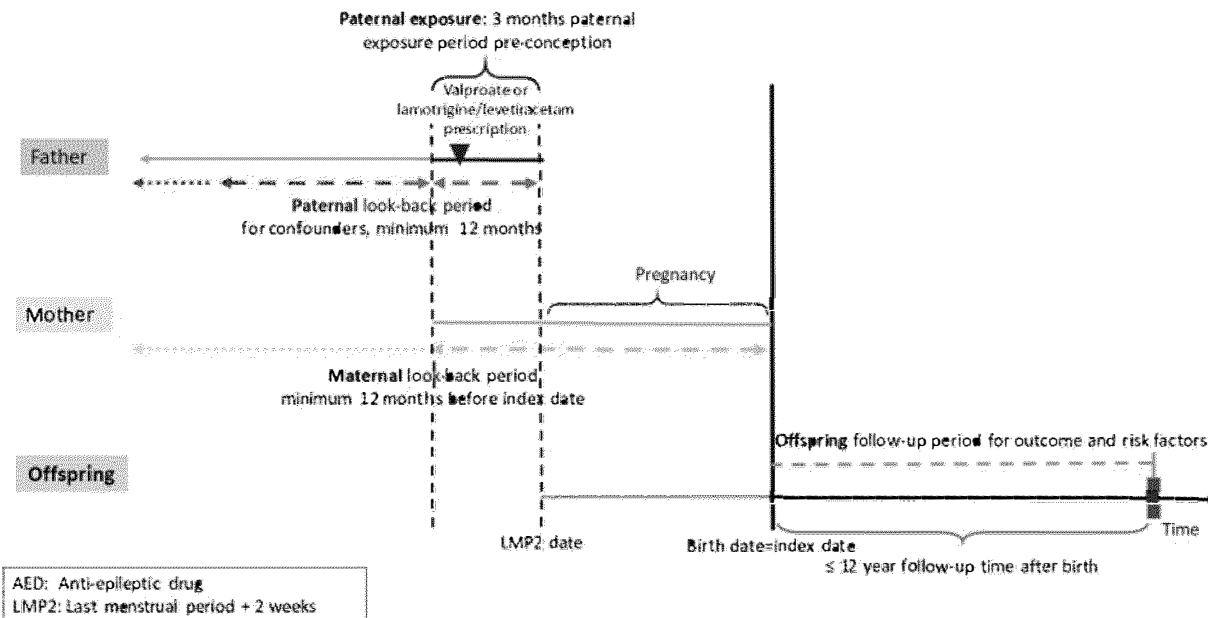 Paternal exposure: 3 months paternal
exposure period pre-conception
Valproate or
lamotrigine/levetiracetam
prescription
Father
Paternal look-back period
for confounders, minimum 12 months
Pregnancy
Mother
Maternal look-back period
minimum 12 months before index date
Offspring follow-up period for outcome and risk factors
Offspring
Time
LMP2 date
Birth date=index date
≤ 12 year follow-up time after birth
AED: Anti-epileptic drug
LMP2: Last menstrual period + 2 weeks